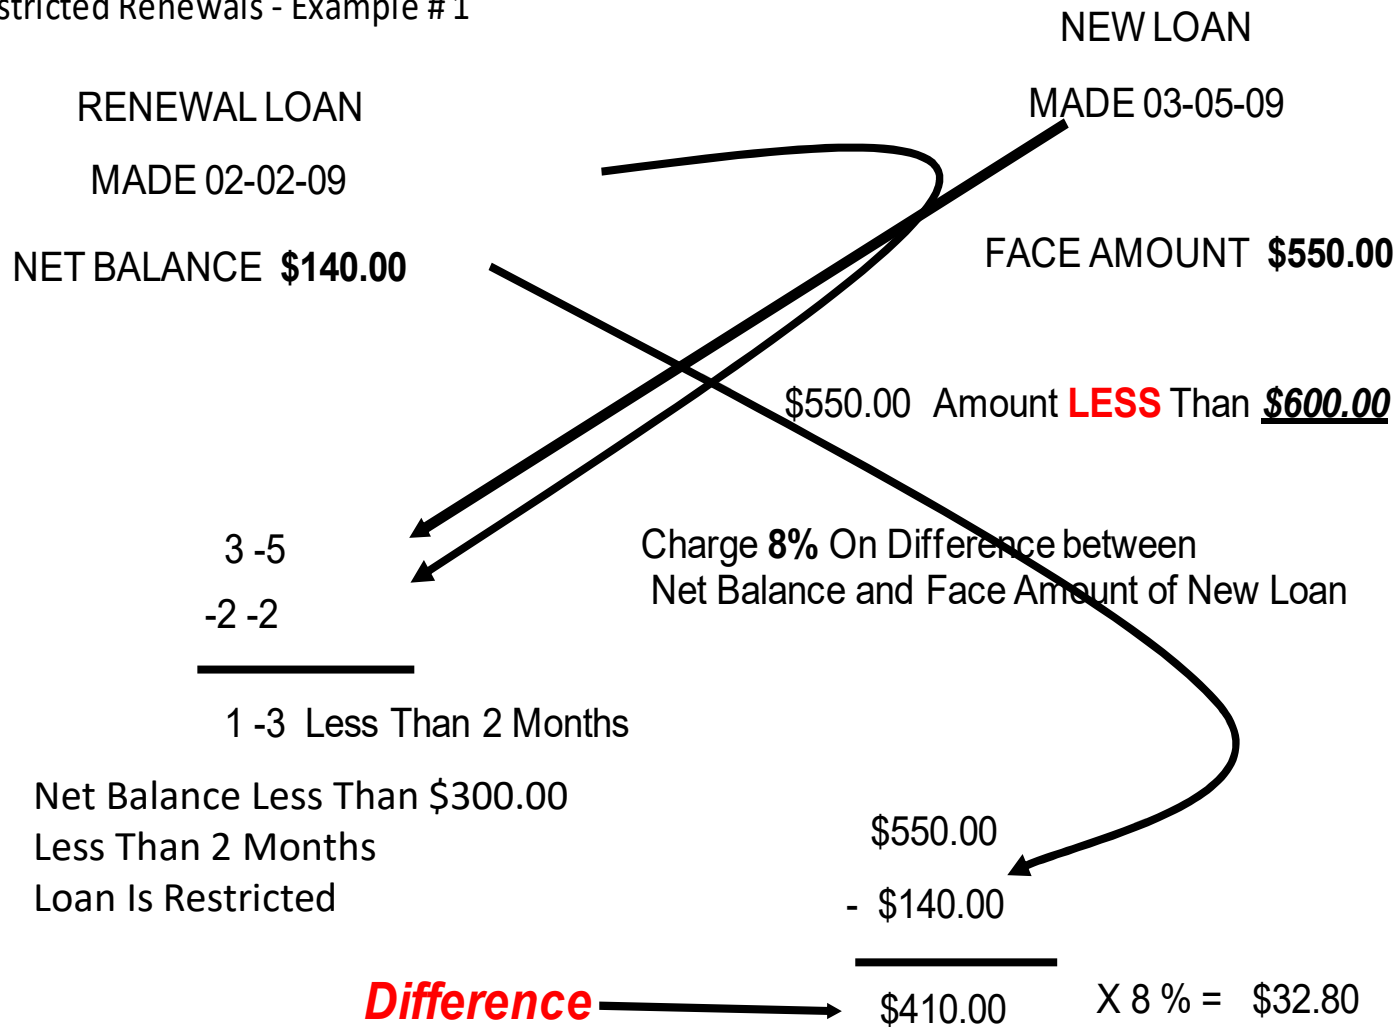 stricted Renewals - Example # 1
NEW LOAN
MADE 03-05-09
RENEWAL LOAN
MADE 02-02-09
NET BALANCE $140.00
FACE AMOUNT $550.00
$550.00 Amount LESS Than $600.00
Charge 8% On Difference between
Net Balance and Face Amount of New Loan
3 -5
-2 -2
1 -3 Less Than 2 Months
Net Balance Less Than $300.00
Less Than 2 Months
Loan Is Restricted
$550.00
- $140.00
Difference $410.00 X 8 % = $32.80